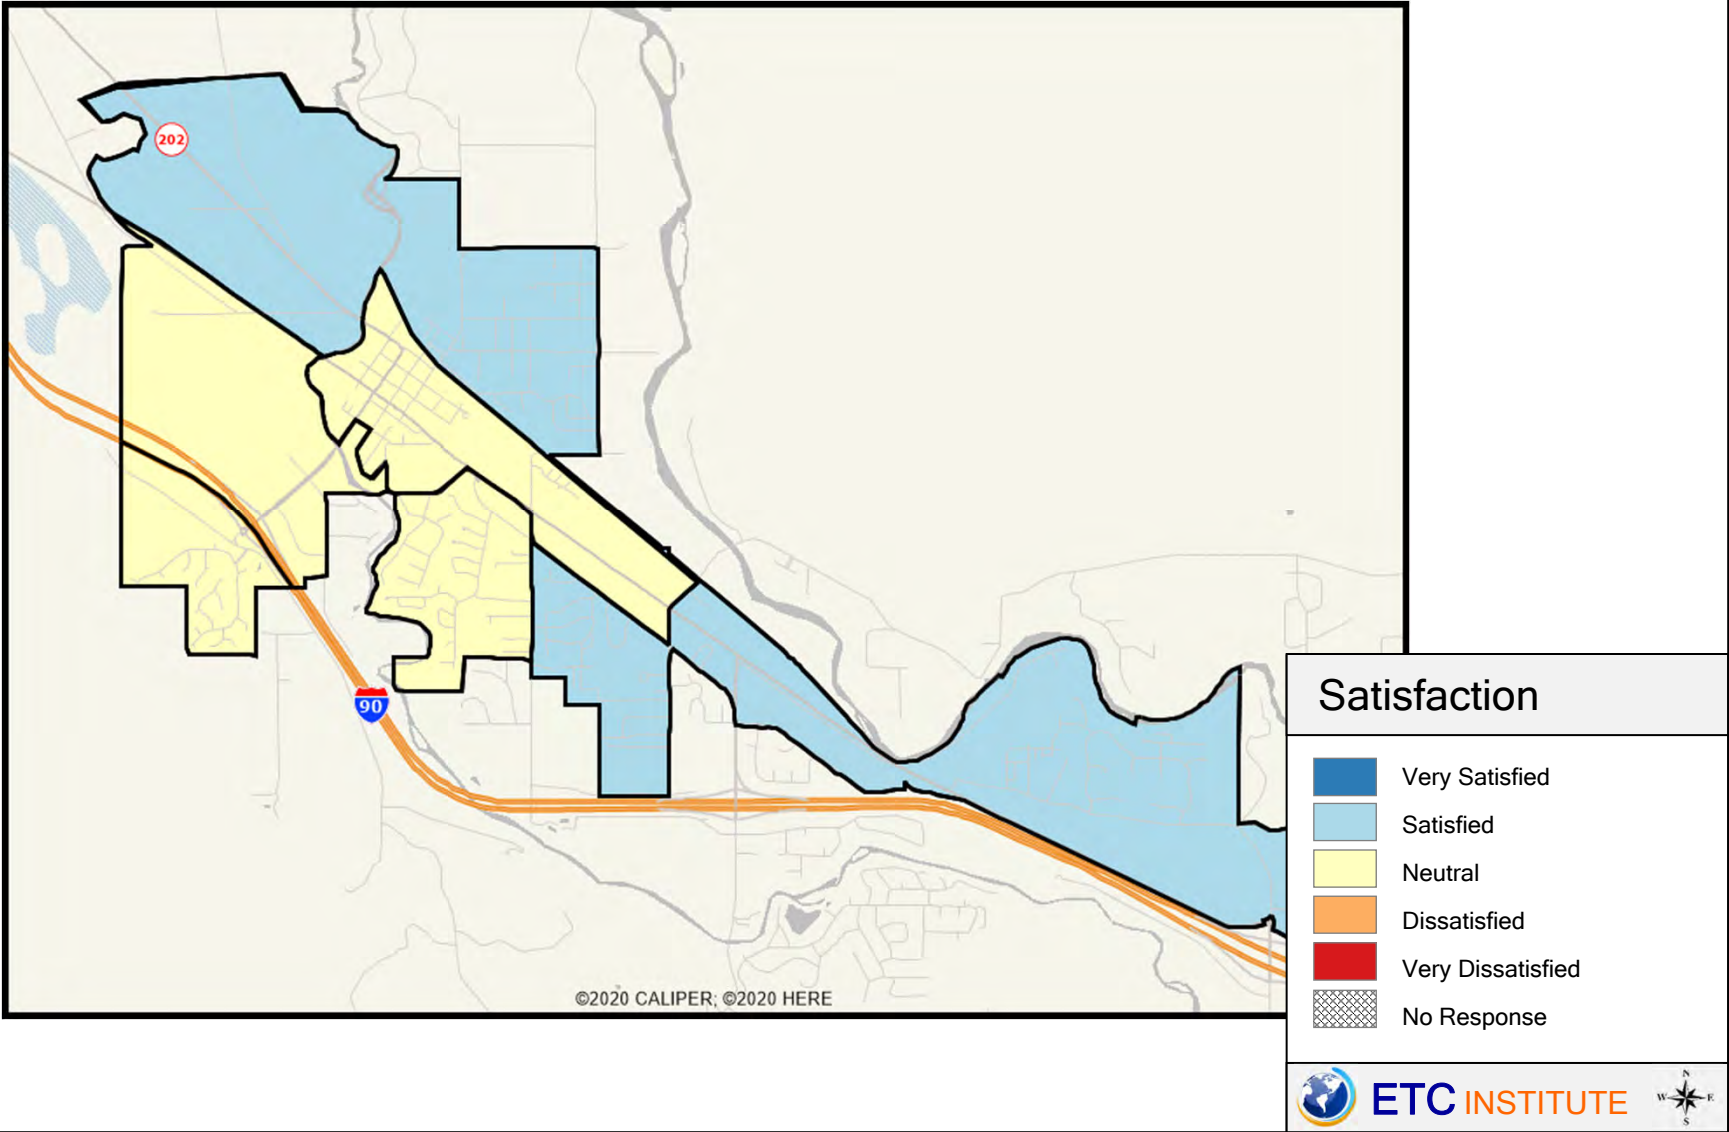 202
90
©2020 CALIPER; ©2020 HERE
Satisfaction
Very Satisfied
Satisfied
Neutral
Dissatisfied
Very Dissatisfied
No Response
ETC INSTITUTE
N
W E
S